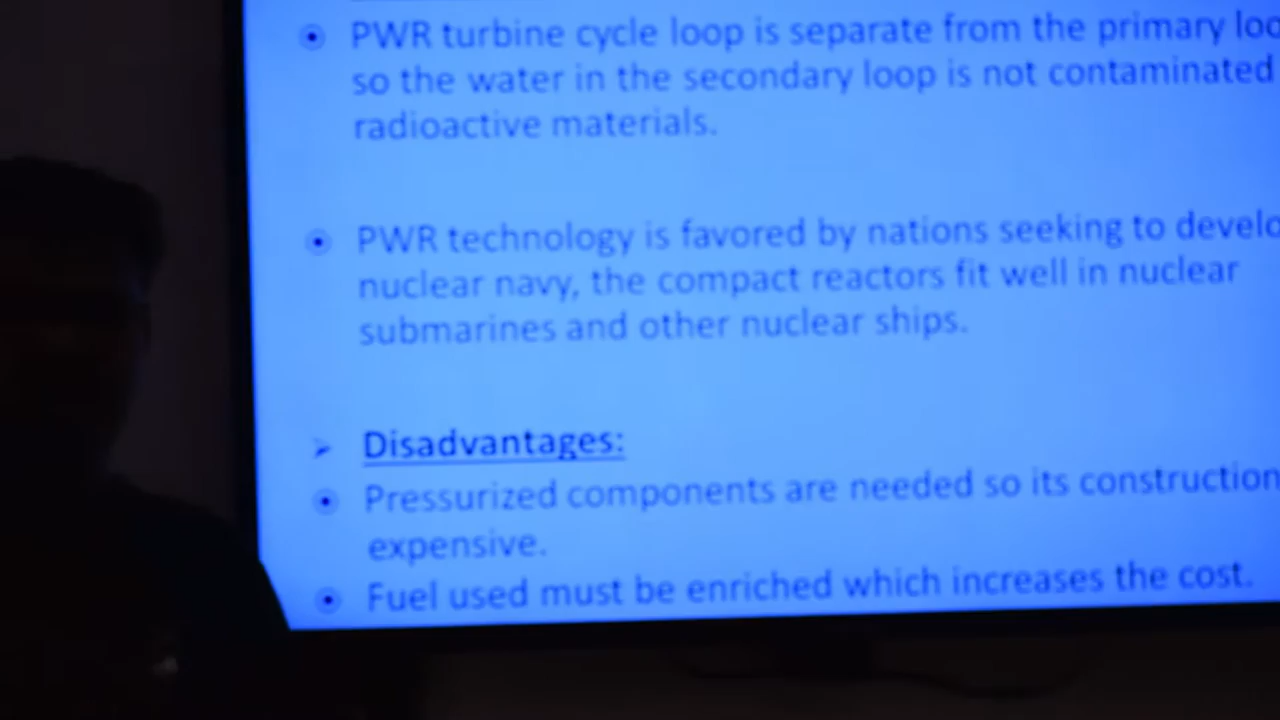 PWR turbine cycle loop is separate from the primary loo
so the water in the secondary loop is not contaminated
radioactive materials.
PWR technology is favored by nations seeking to develo
nuclear navy, the compact reactors fit well in nuclear
submarines and other nuclear ships.
Disadvantages:
Pressurized components are needed so its construction
expensive.
Fuel used must be enriched which increases the cost.